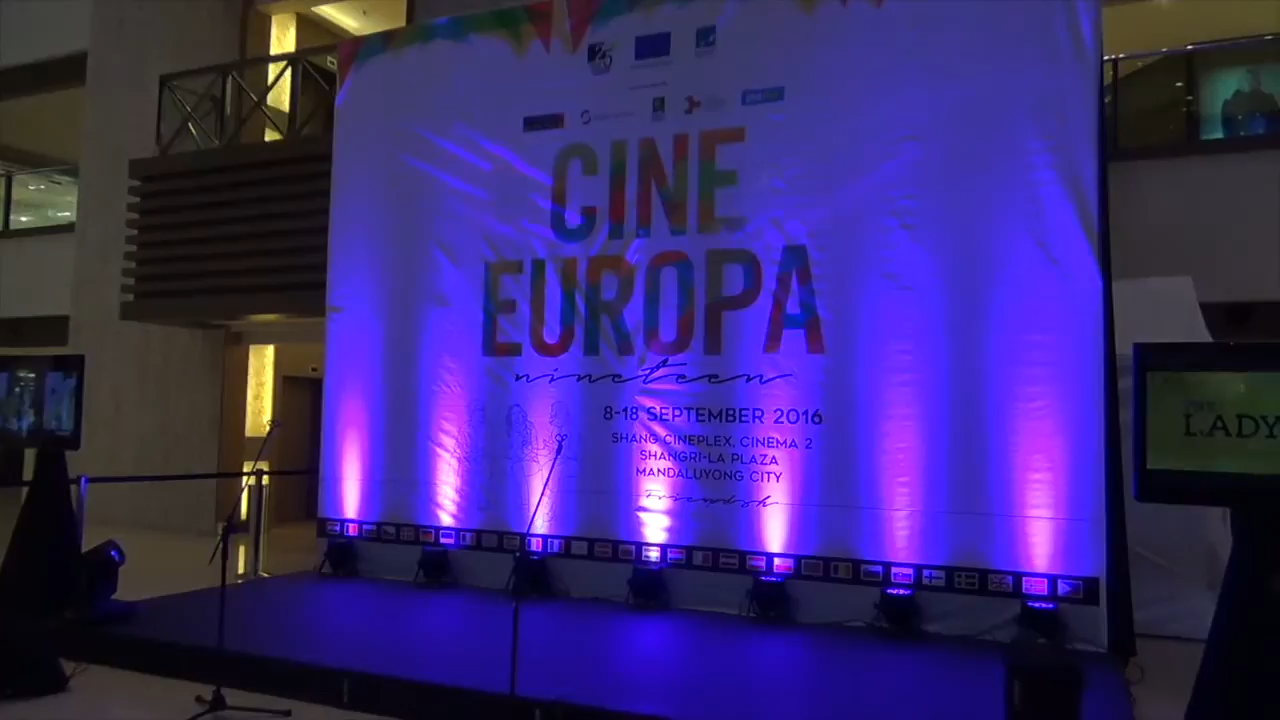 CINE
EUROPA
nineteen
8-18 SEPTEMBER 2016
SHANG CINEPLEX, CINEMA 2
SHANGRI-LA PLAZA
MANDALUYONG CITY
LADY